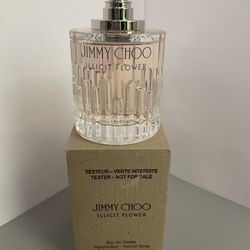 JIMMY CHOO
ILLICIT FLOWER
TESTEUR - VENTE INTERDITE
TESTER - NOT FOR SALE
JIMMY CHOO
ILLICIT FLOWER
Eau de Toilette
Vaporisateur - Natural Spray